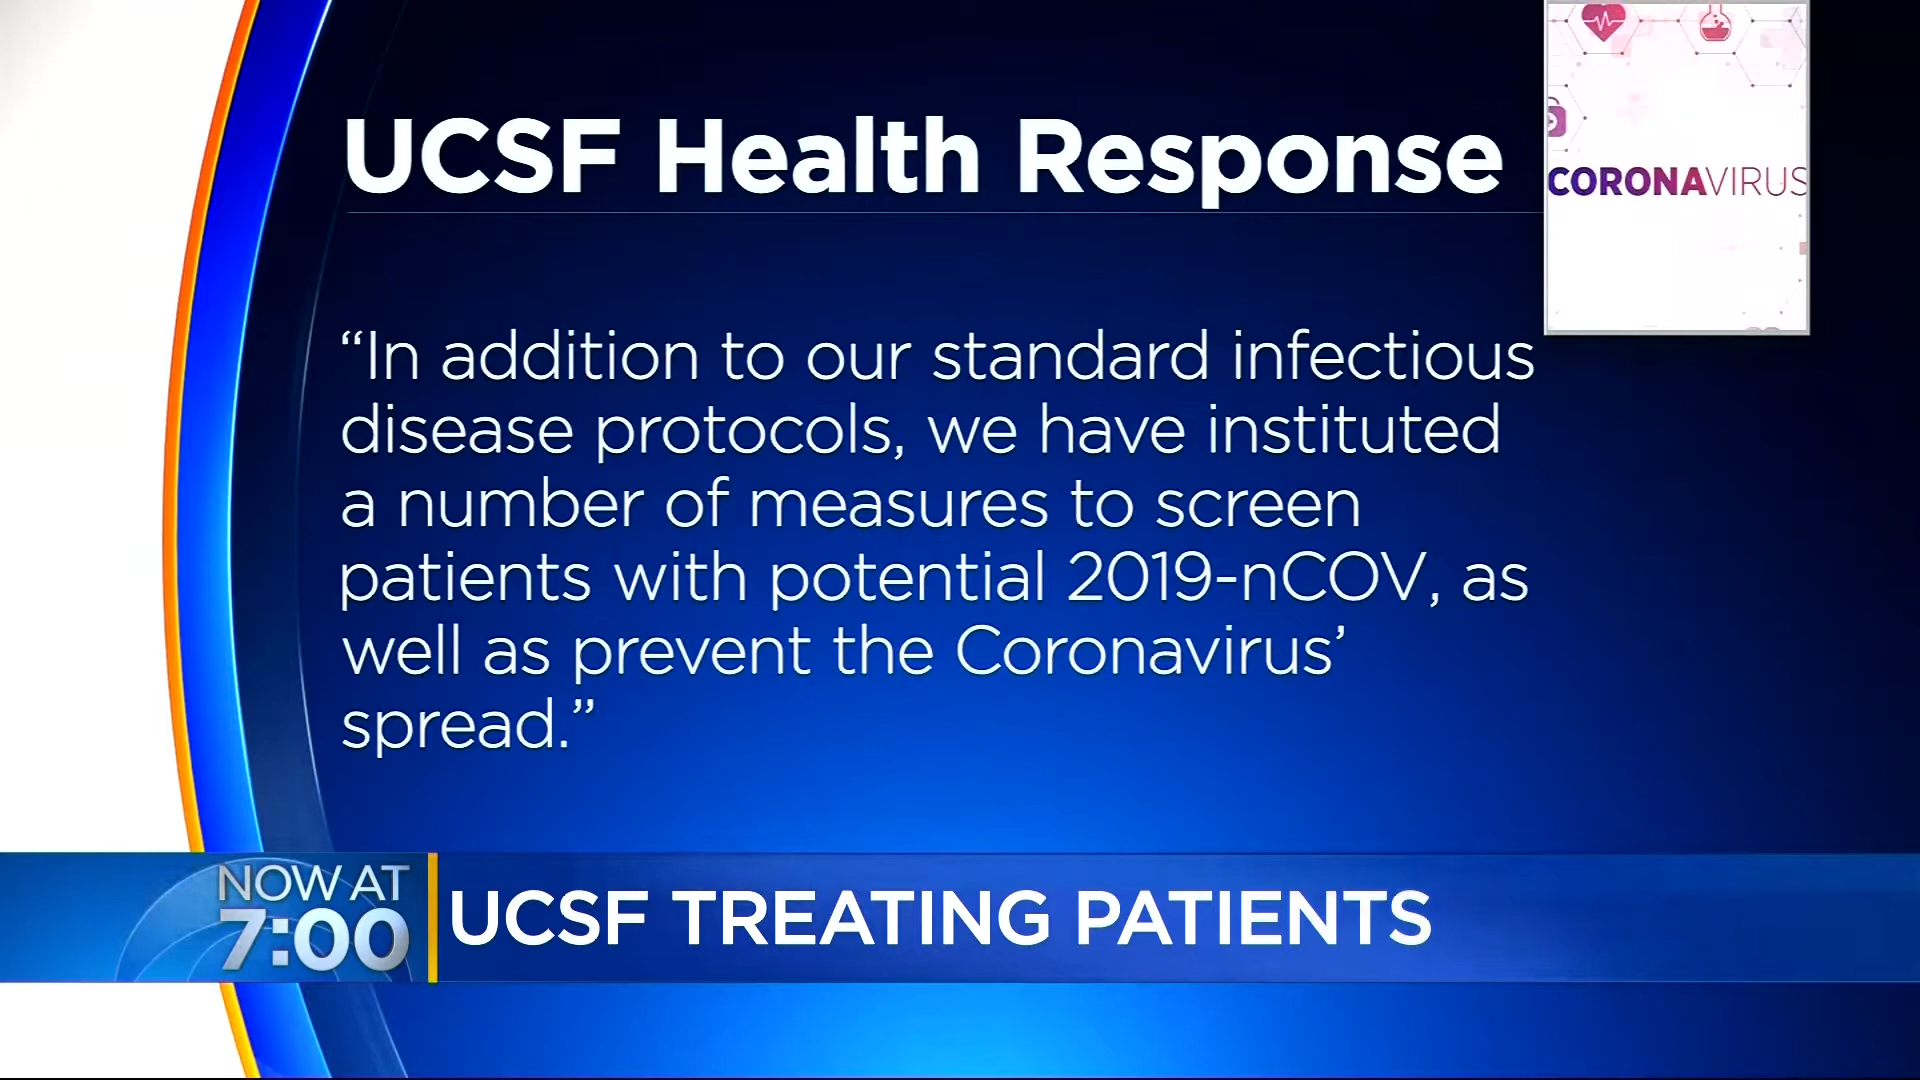 UCSF Health Response
CORONAVIRUS
“In addition to our standard infectious
disease protocols, we have instituted
a number of measures to screen
patients with potential 2019-nCOV, as
well as prevent the Coronavirus’
spread.”
NOW AT
7:00
UCSF TREATING PATIENTS